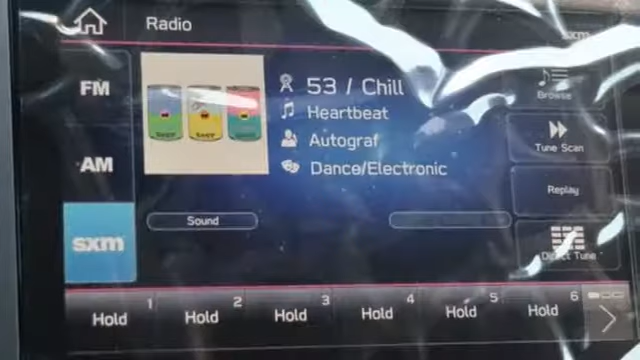 Radio
sxm
FM
53 / Chill
Browse
Heartbeat
Autograf
Tune Scan
AM
Dance/Electronic
Replay
Sound
sxm
Direct Tune
1 2 3 4 5 6
Hold Hold Hold Hold Hold Hold